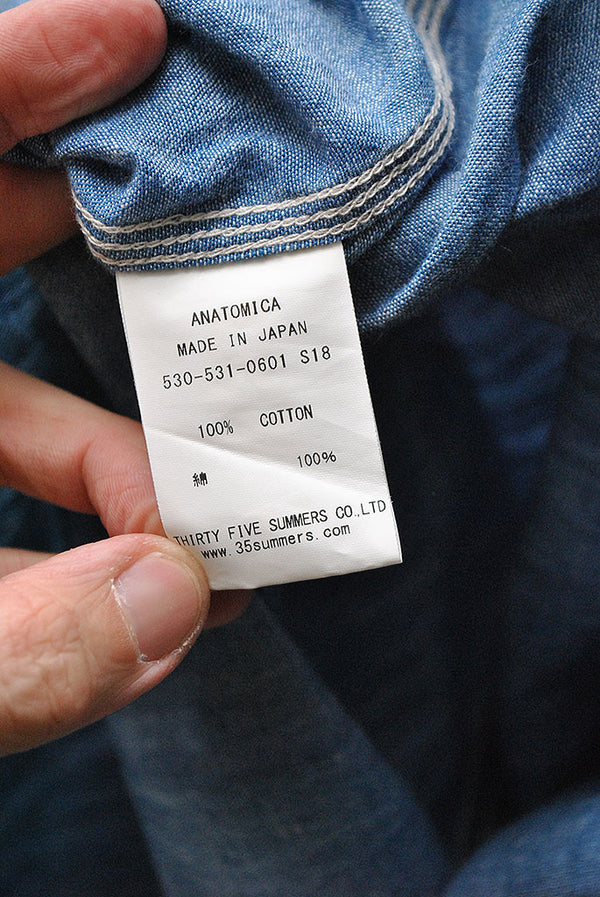 ANATOMICA
MADE IN JAPAN
530-531-0601 S18
100% COTTON
綿 100%
THIRTY FIVE SUMMERS CO.,LTD
www.35summers.com